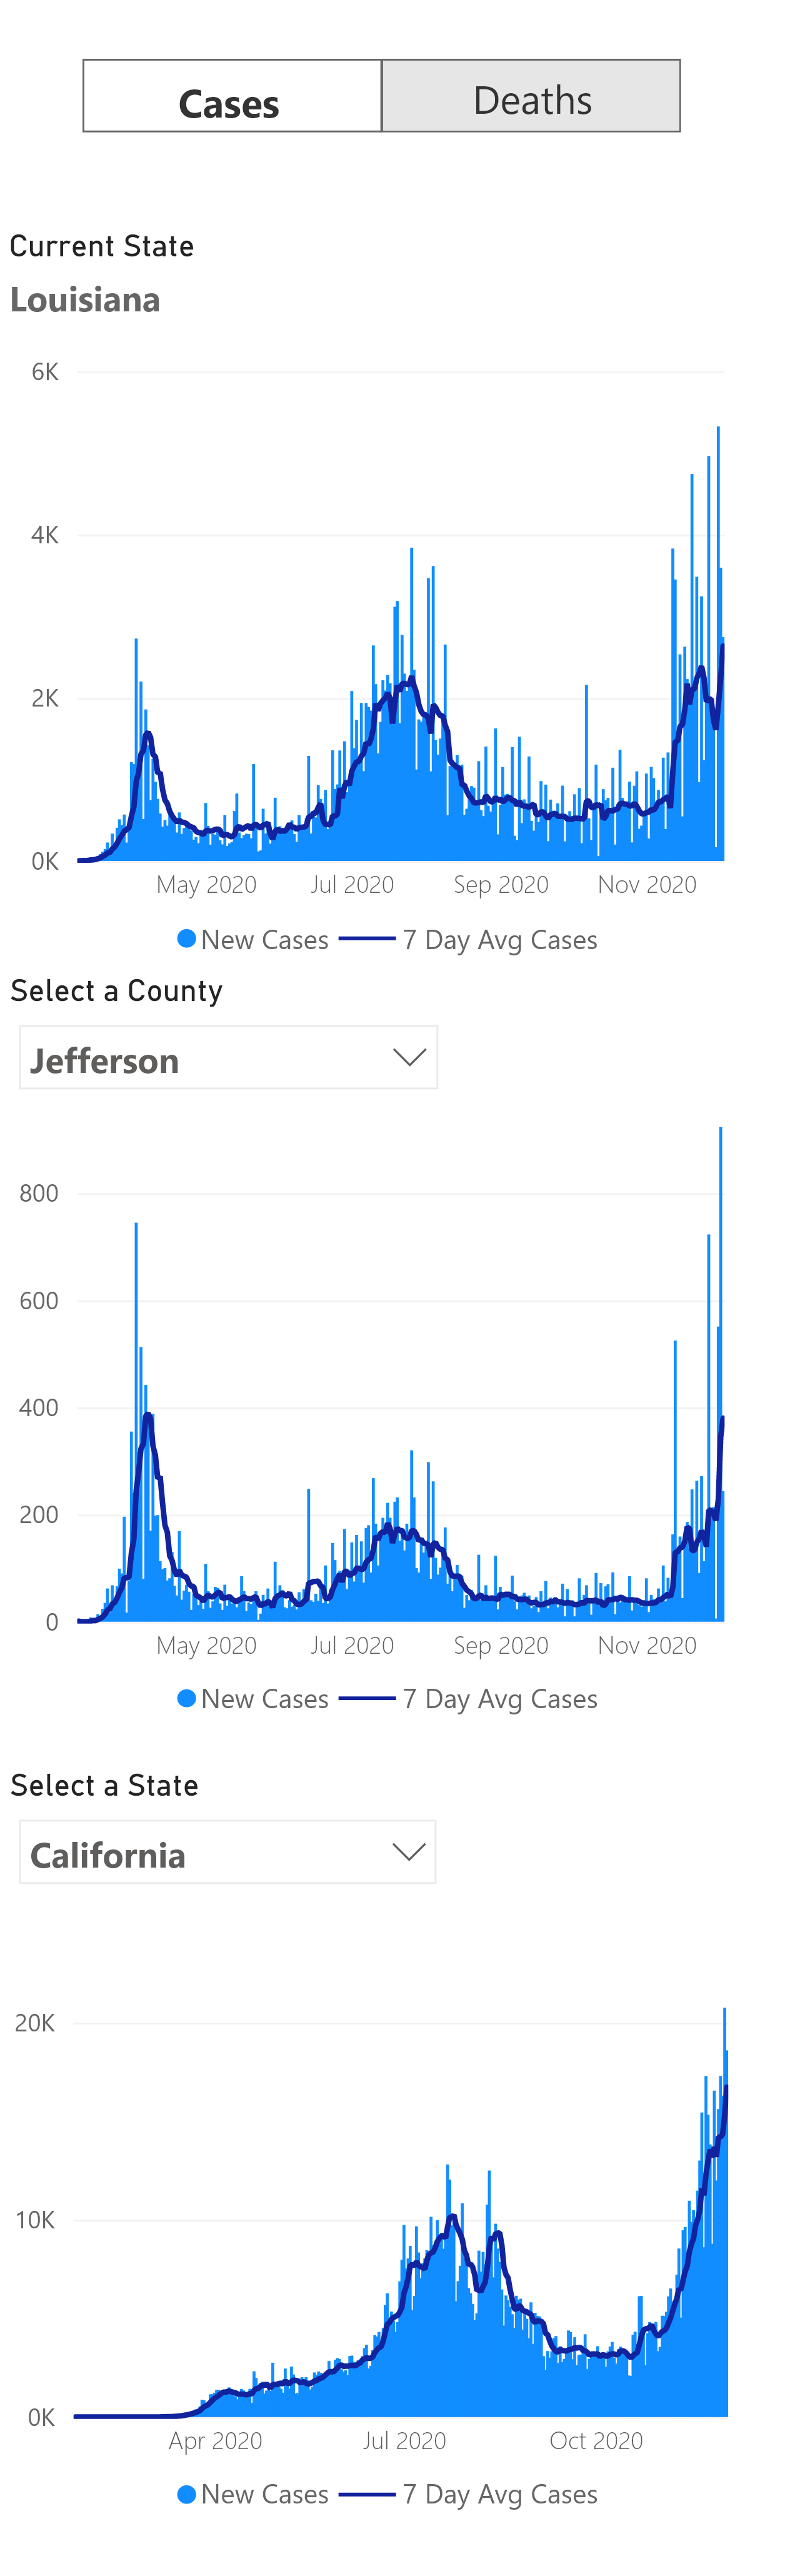 Cases Deaths
Current State
Louisiana
6K
4K
2K
0K
May 2020 Jul 2020 Sep 2020 Nov 2020
New Cases 7 Day Avg Cases
Select a County
Jefferson
800
600
400
200
0
May 2020 Jul 2020 Sep 2020 Nov 2020
New Cases 7 Day Avg Cases
Select a State
California
20K
10K
0K
Apr 2020 Jul 2020 Oct 2020
New Cases 7 Day Avg Cases